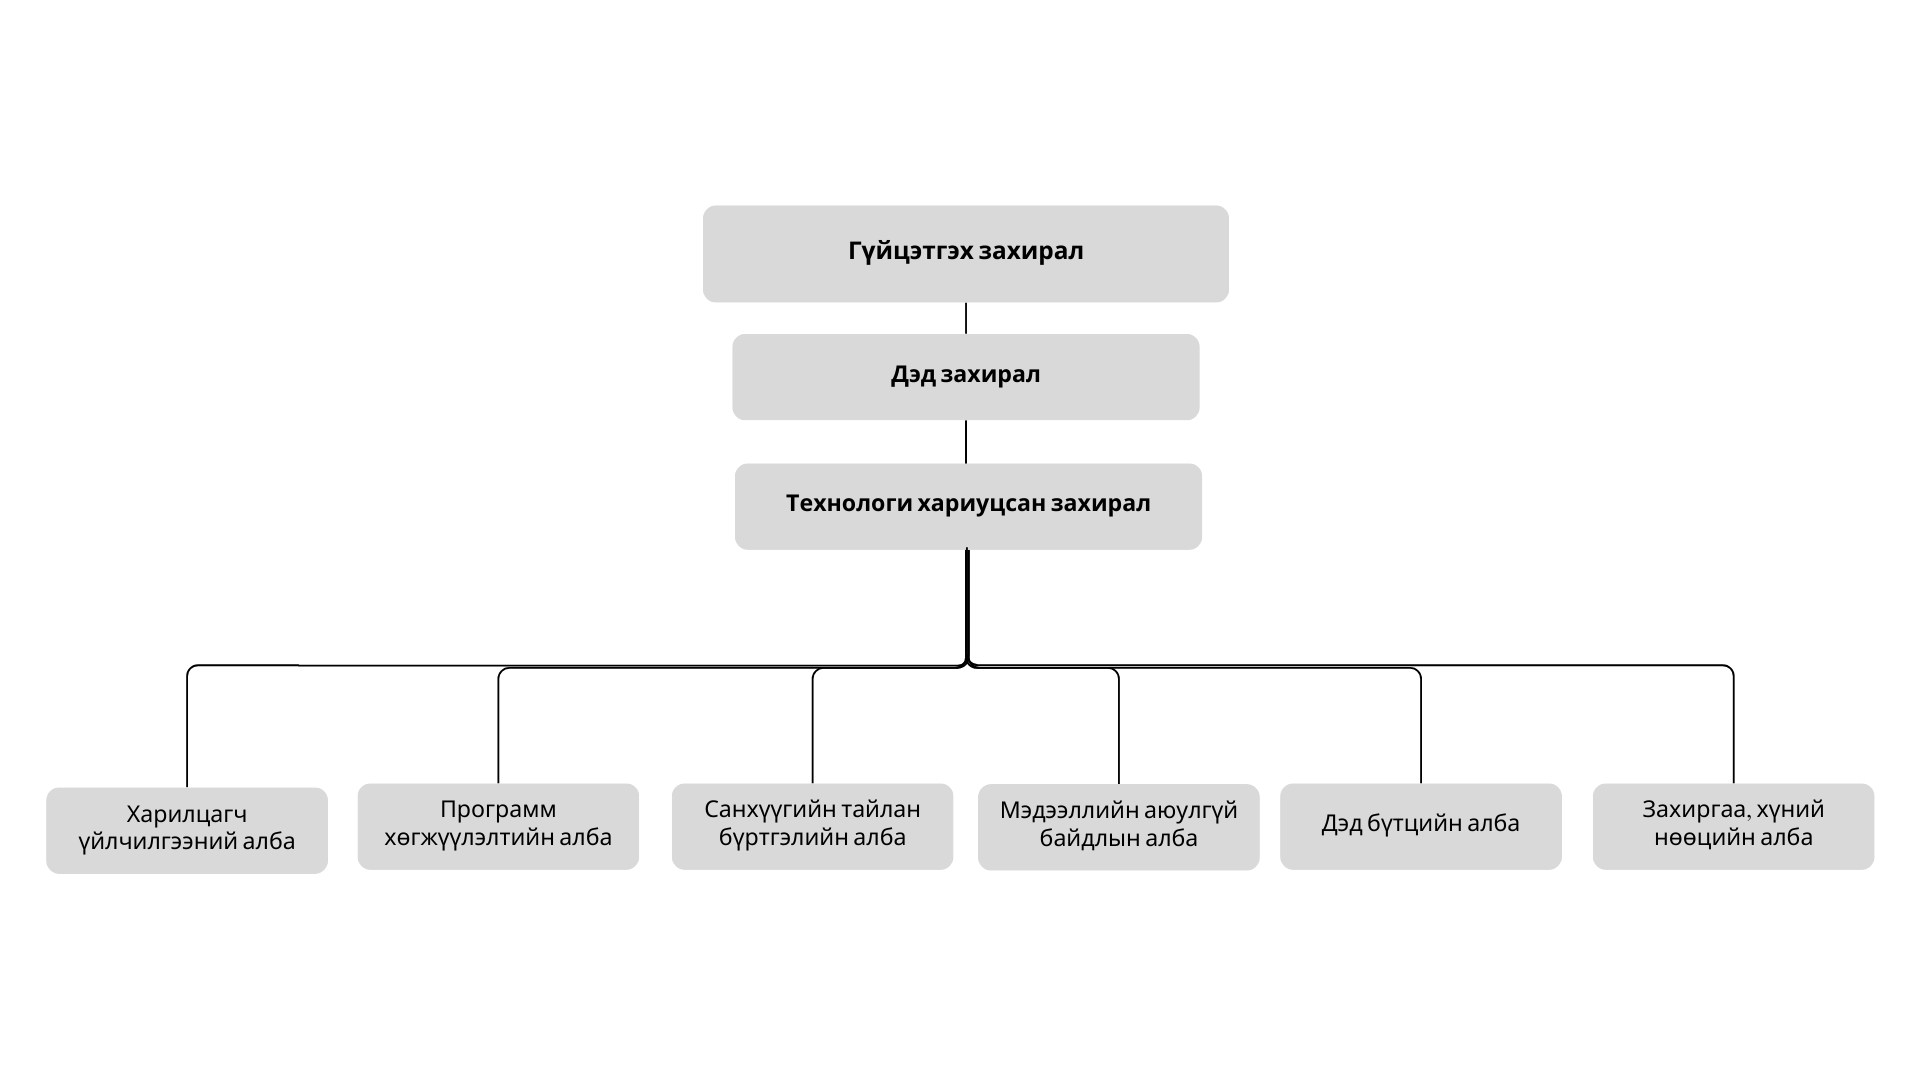 Гүйцэтгэх захирал
Дэд захирал
Технологи хариуцсан захирал
Харилцагч
үйлчилгээний алба
Программ
хөгжүүлэлтийн алба
Санхүүгийн тайлан
бүртгэлийн алба
Мэдээллийн аюулгүй
байдлын алба
Дэд бүтцийн алба
Захиргаа, хүний
нөөцийн алба